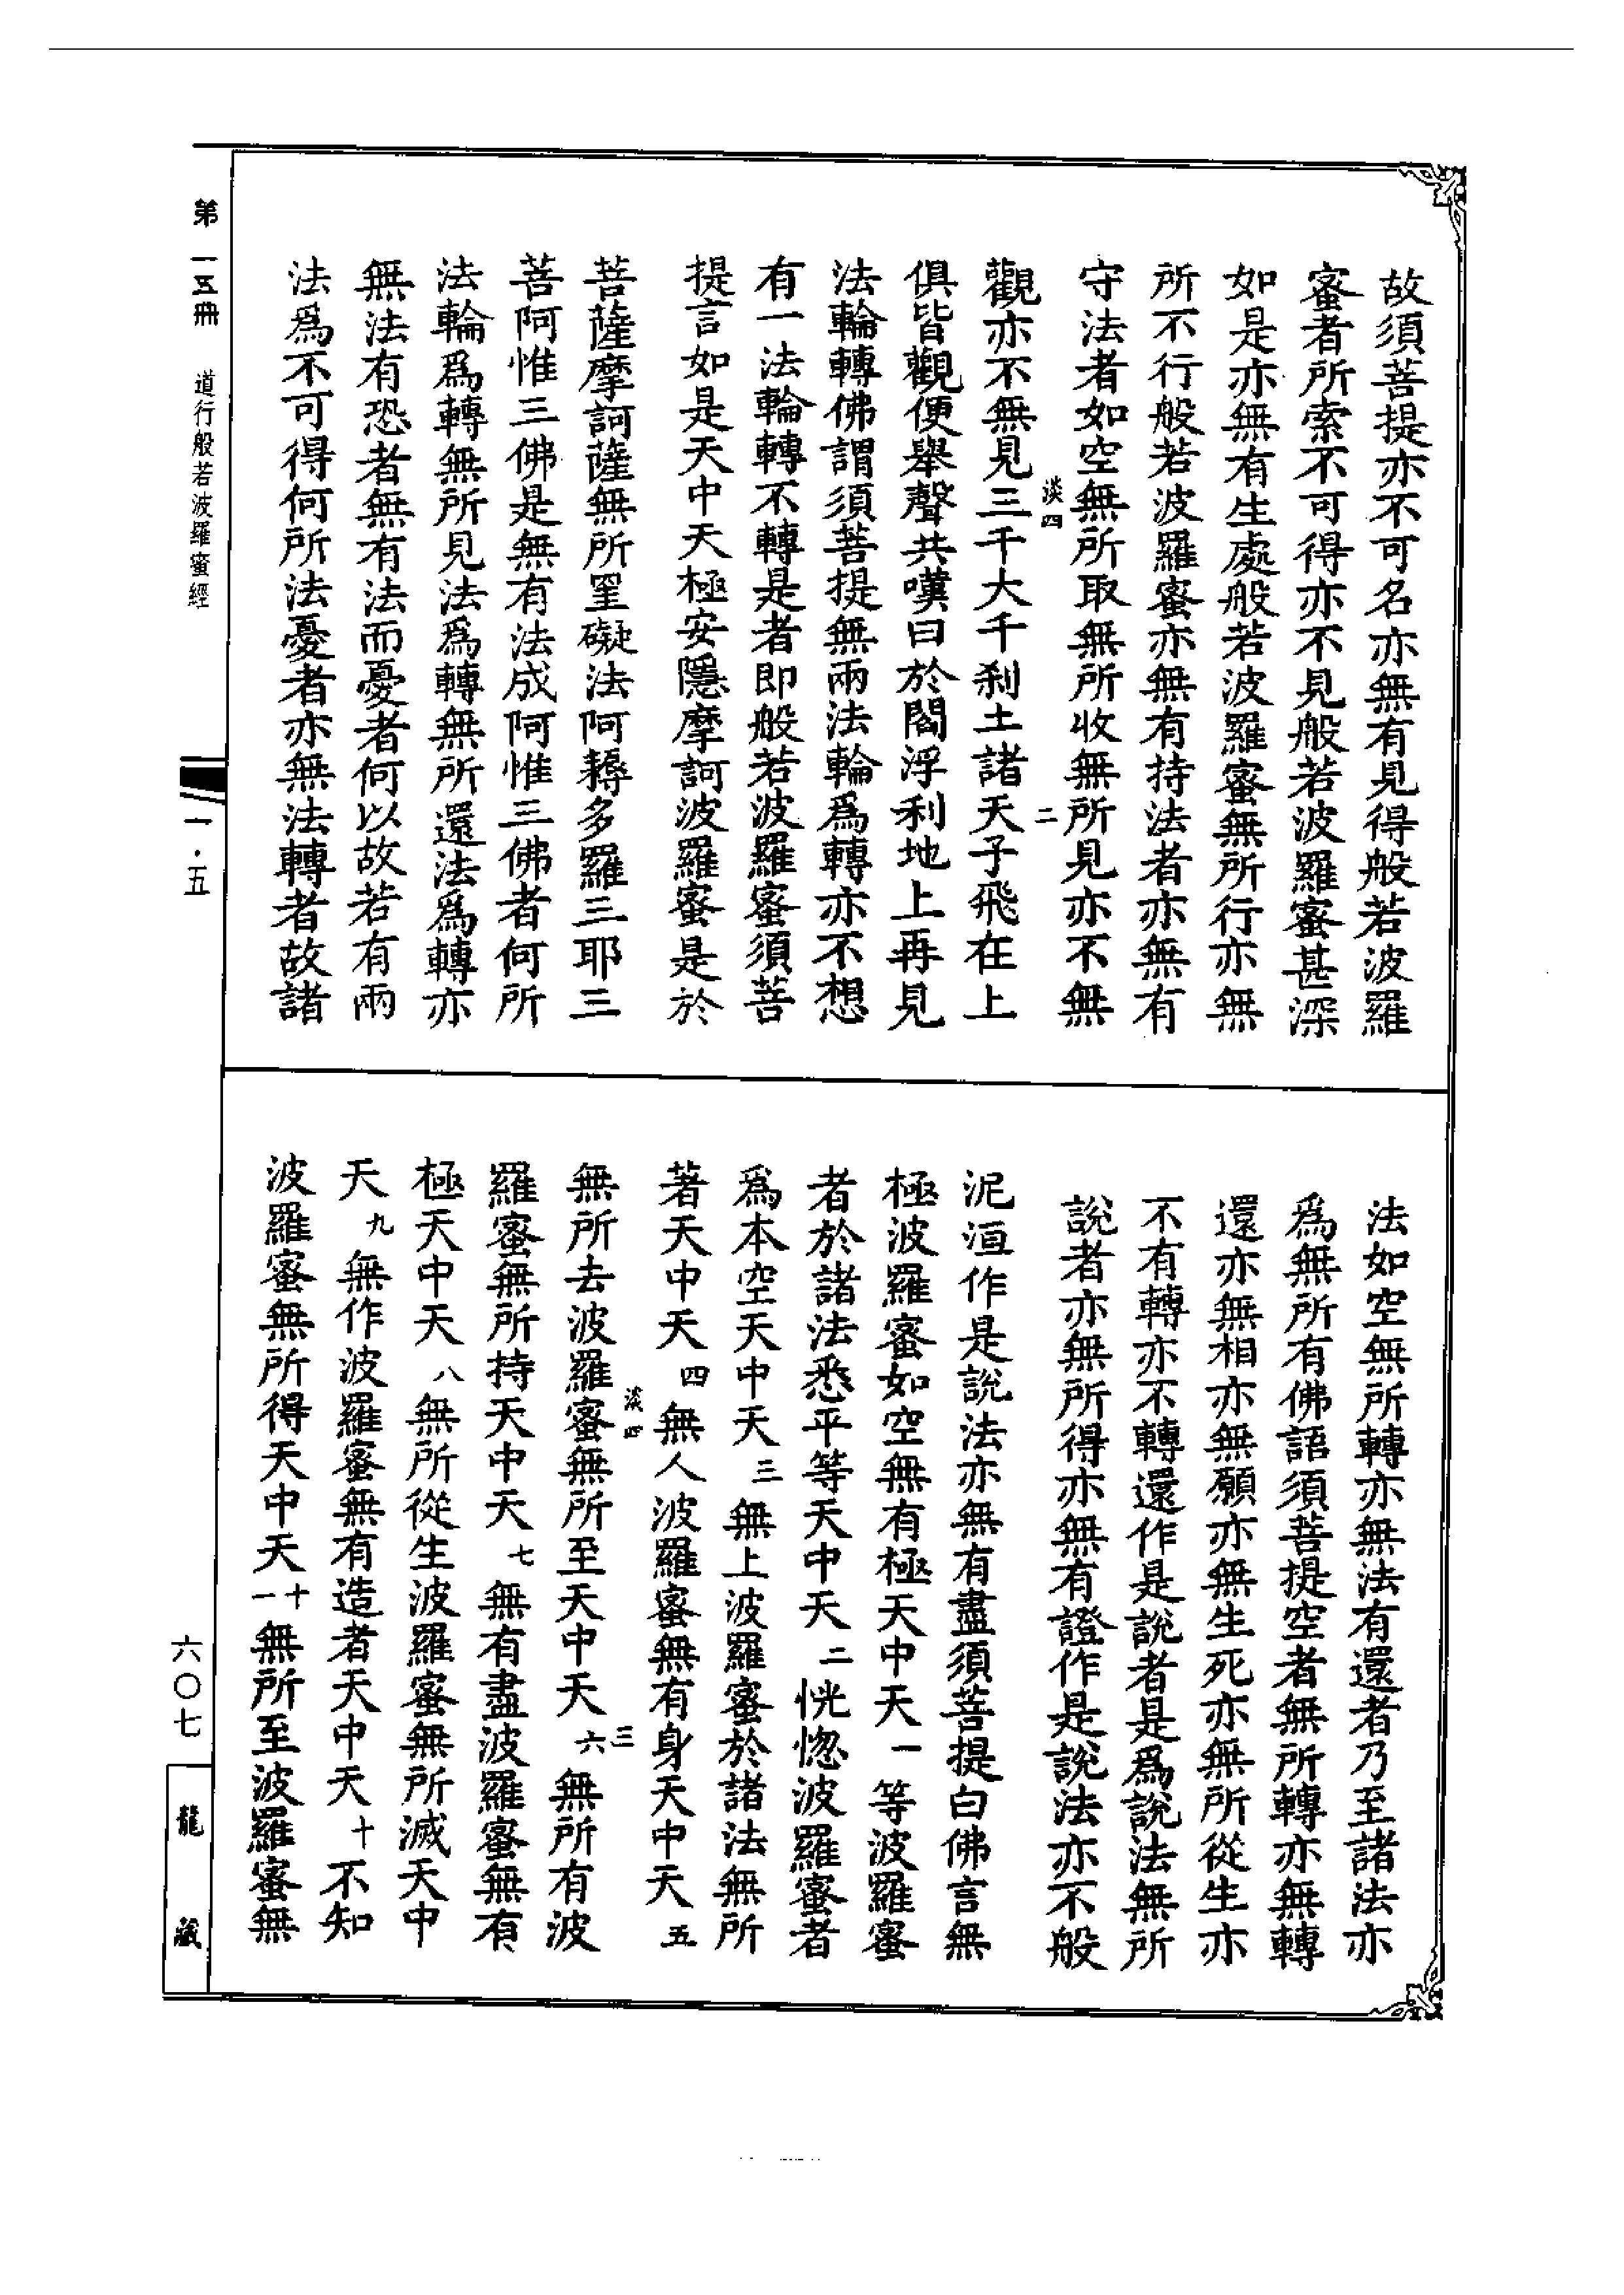 故須菩提亦不可名亦無有見得般若波羅
蜜者所索不可得亦不見般若波羅蜜甚深
如是亦無有生處般若波羅蜜無所行亦無
所不行般若波羅蜜亦無有持法者亦無有
守法者如空無所取無所收無所見亦不無
淡四
二
觀亦不無見三千大千剎土諸天子飛在上
俱皆觀便舉聲共嘆曰於閻浮利地上再見
法輪轉佛謂須菩提無兩法輪為轉亦不想
有一法輪轉不轉是者即般若波羅蜜須菩
提言如是天中天極安隱摩訶波羅蜜是於
菩薩摩訶薩無所罣礙法阿耨多羅三耶三
菩阿惟三佛是無有法成阿惟三佛者何所
法輪為轉無所見法為轉無所還法為轉亦
無法有恐者無有法而憂者何以故若有兩
法為不可得何所法憂者亦無法轉者故諸
法如空無所轉亦無法有還者乃至諸法亦
為無所有佛語須菩提空者無所轉亦無轉
還亦無相亦無願亦無生死亦無所從生亦
不有轉亦不轉還作是說者是為說法無所
說者亦無所得亦無有證作是說法亦不般
泥洹作是說法亦無有盡須菩提白佛言無
極波羅蜜如空無有極天中天一等波羅蜜
者於諸法悉平等天中天二恍惚波羅蜜者
為本空天中天三無上波羅蜜於諸法無所
著天中天四無人波羅蜜無有身天中天五
淡四
三
無所去波羅蜜無所至天中天六無所有波
羅蜜無所持天中天七無有盡波羅蜜無有
極天中天八無所從生波羅蜜無所滅天中
天九無作波羅蜜無有造者天中天十不知
波羅蜜無所得天中天十一無所至波羅蜜無
第一五冊 道行般若波羅蜜經
一·五
六〇七
龍藏